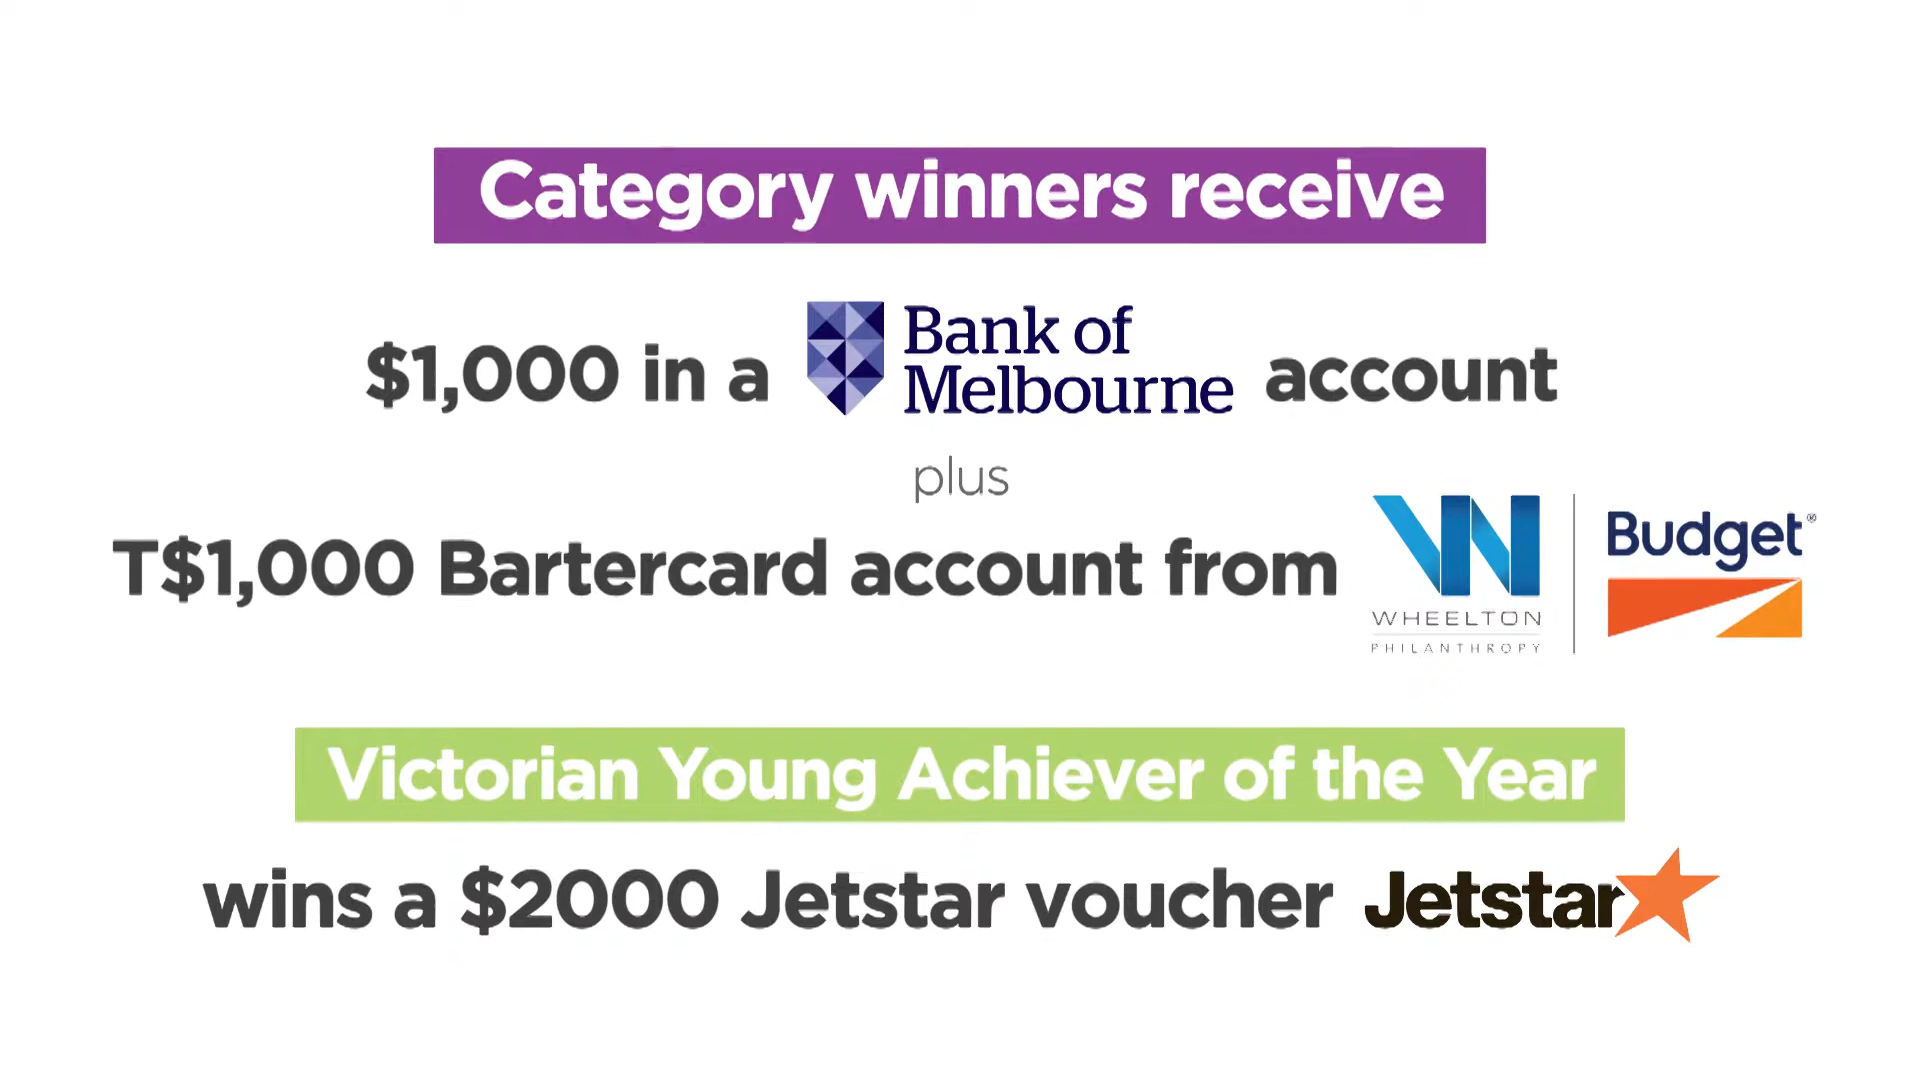 Category winners receive
$1,000 in a Bank of Melbourne account
plus
T$1,000 Bartercard account from WHEELTON PHILANTHROPY Budget®
Victorian Young Achiever of the Year
wins a $2000 Jetstar voucher Jetstar